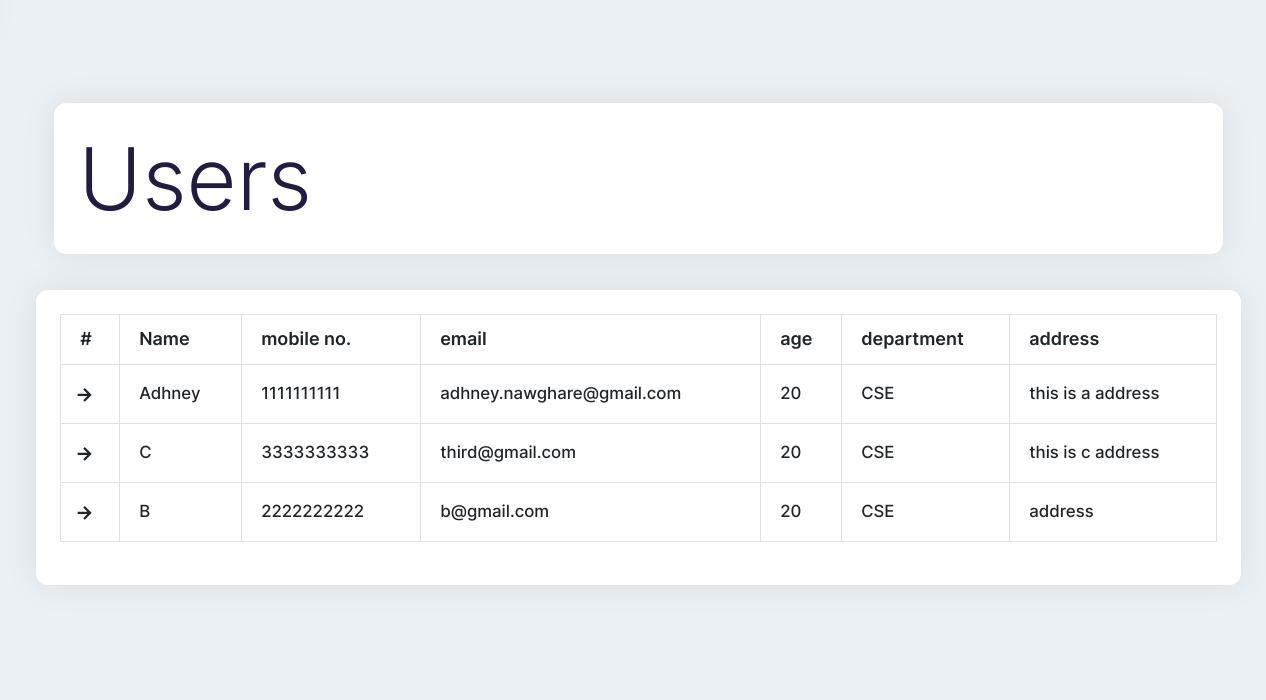 Users
# Name mobile no. email age department address
→ Adhney 1111111111 adhney.nawghare@gmail.com 20 CSE this is a address
→ C 3333333333 third@gmail.com 20 CSE this is c address
→ B 2222222222 b@gmail.com 20 CSE address